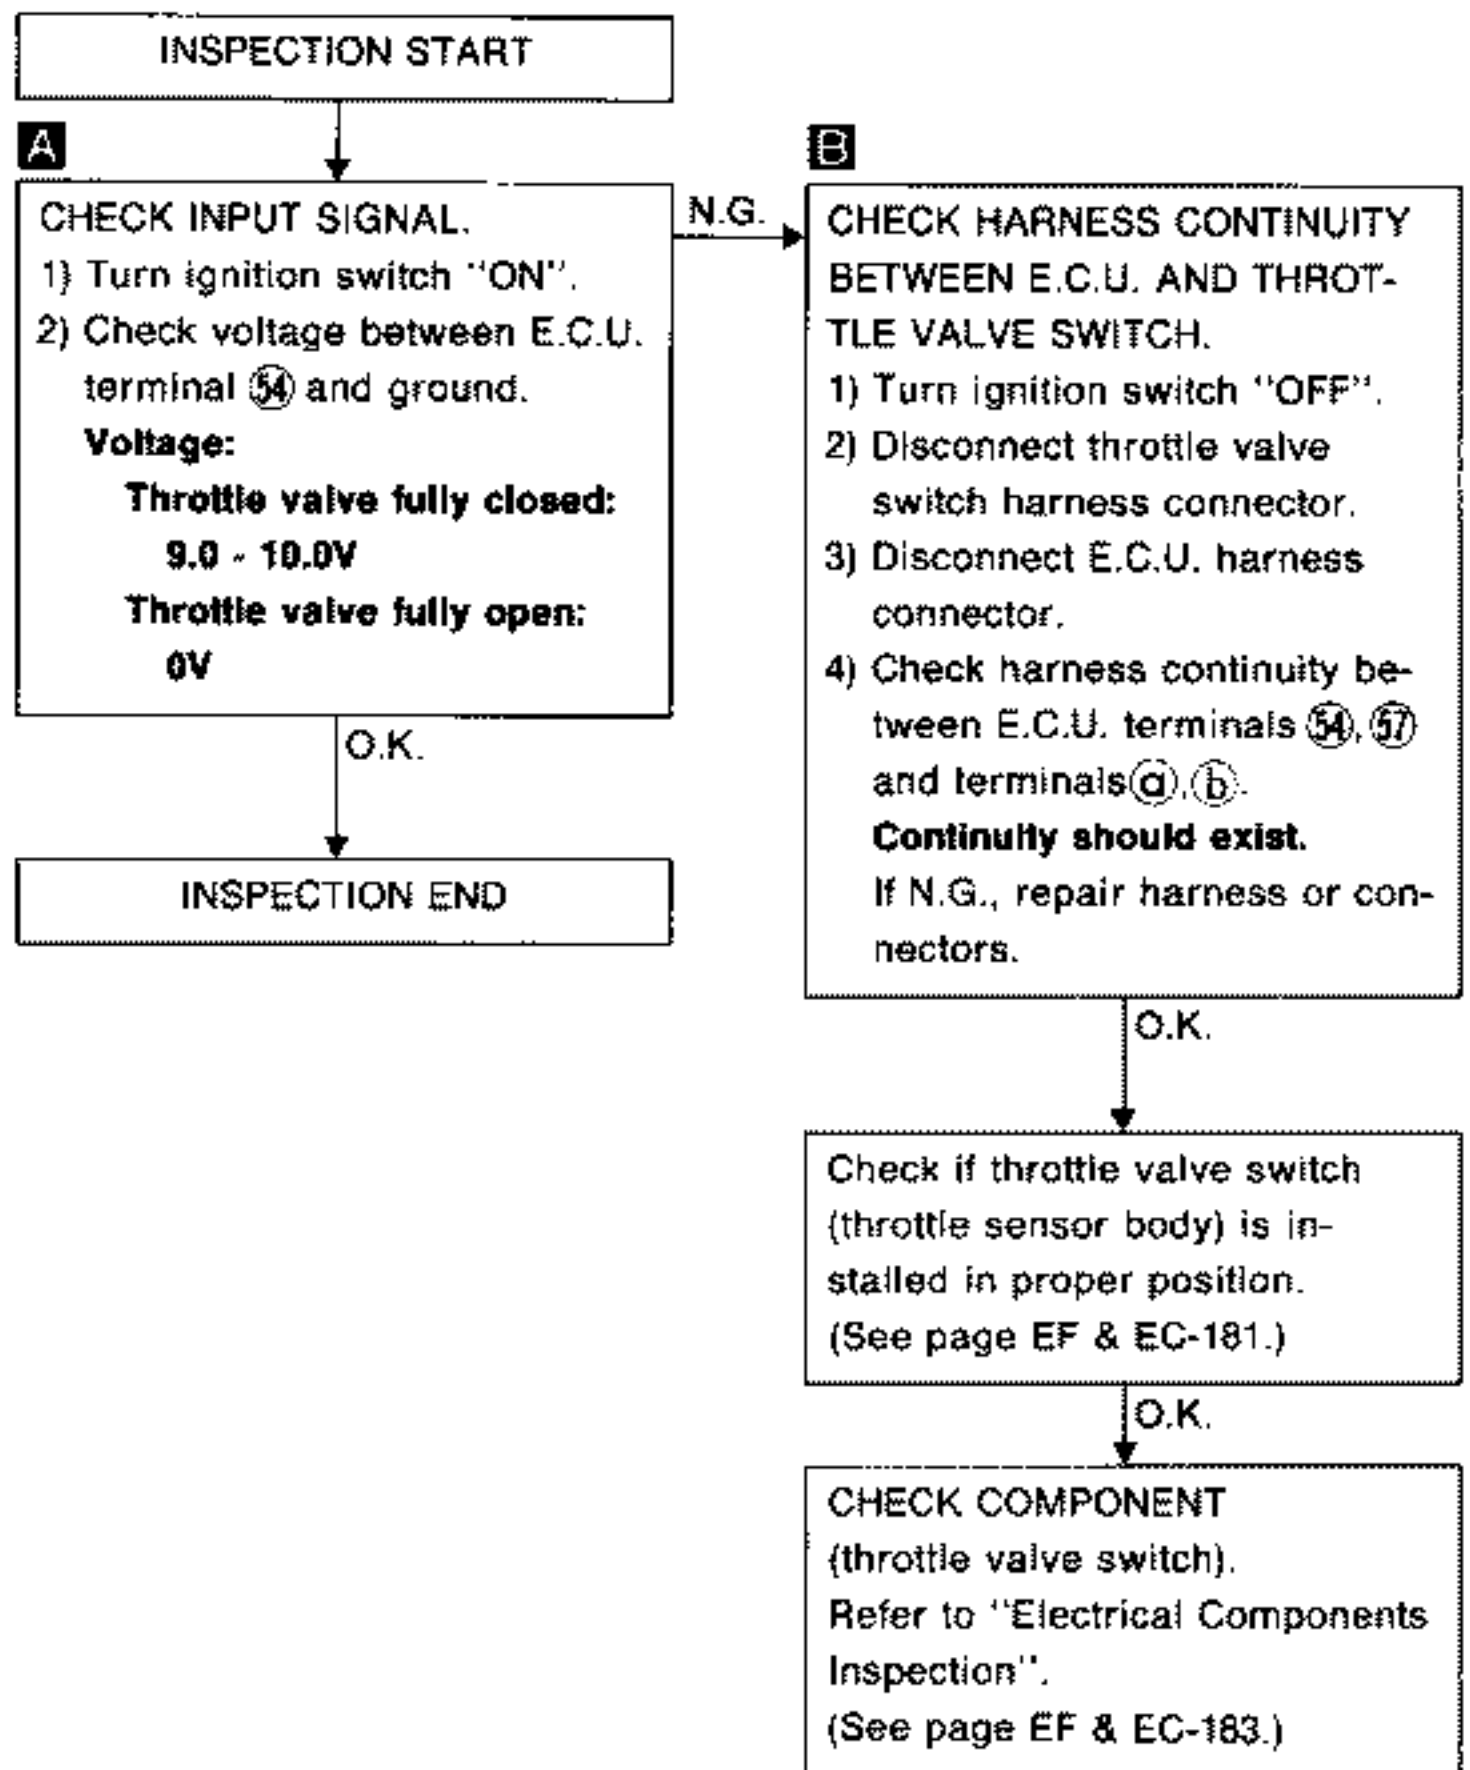 INSPECTION START
A
CHECK INPUT SIGNAL.
1) Turn ignition switch "ON".
2) Check voltage between E.C.U.
terminal 54 and ground.
Voltage:
Throttle valve fully closed:
9.0 - 10.0V
Throttle valve fully open:
0V
O.K.
INSPECTION END
N.G.
B
CHECK HARNESS CONTINUITY
BETWEEN E.C.U. AND THROT-
TLE VALVE SWITCH.
1) Turn ignition switch "OFF".
2) Disconnect throttle valve
switch harness connector.
3) Disconnect E.C.U. harness
connector.
4) Check harness continuity be-
tween E.C.U. terminals 54, 57
and terminals a, b.
Continuity should exist.
If N.G., repair harness or con-
nectors.
O.K.
Check if throttle valve switch
(throttle sensor body) is in-
stalled in proper position.
(See page EF & EC-181.)
O.K.
CHECK COMPONENT
(throttle valve switch).
Refer to "Electrical Components
Inspection".
(See page EF & EC-183.)